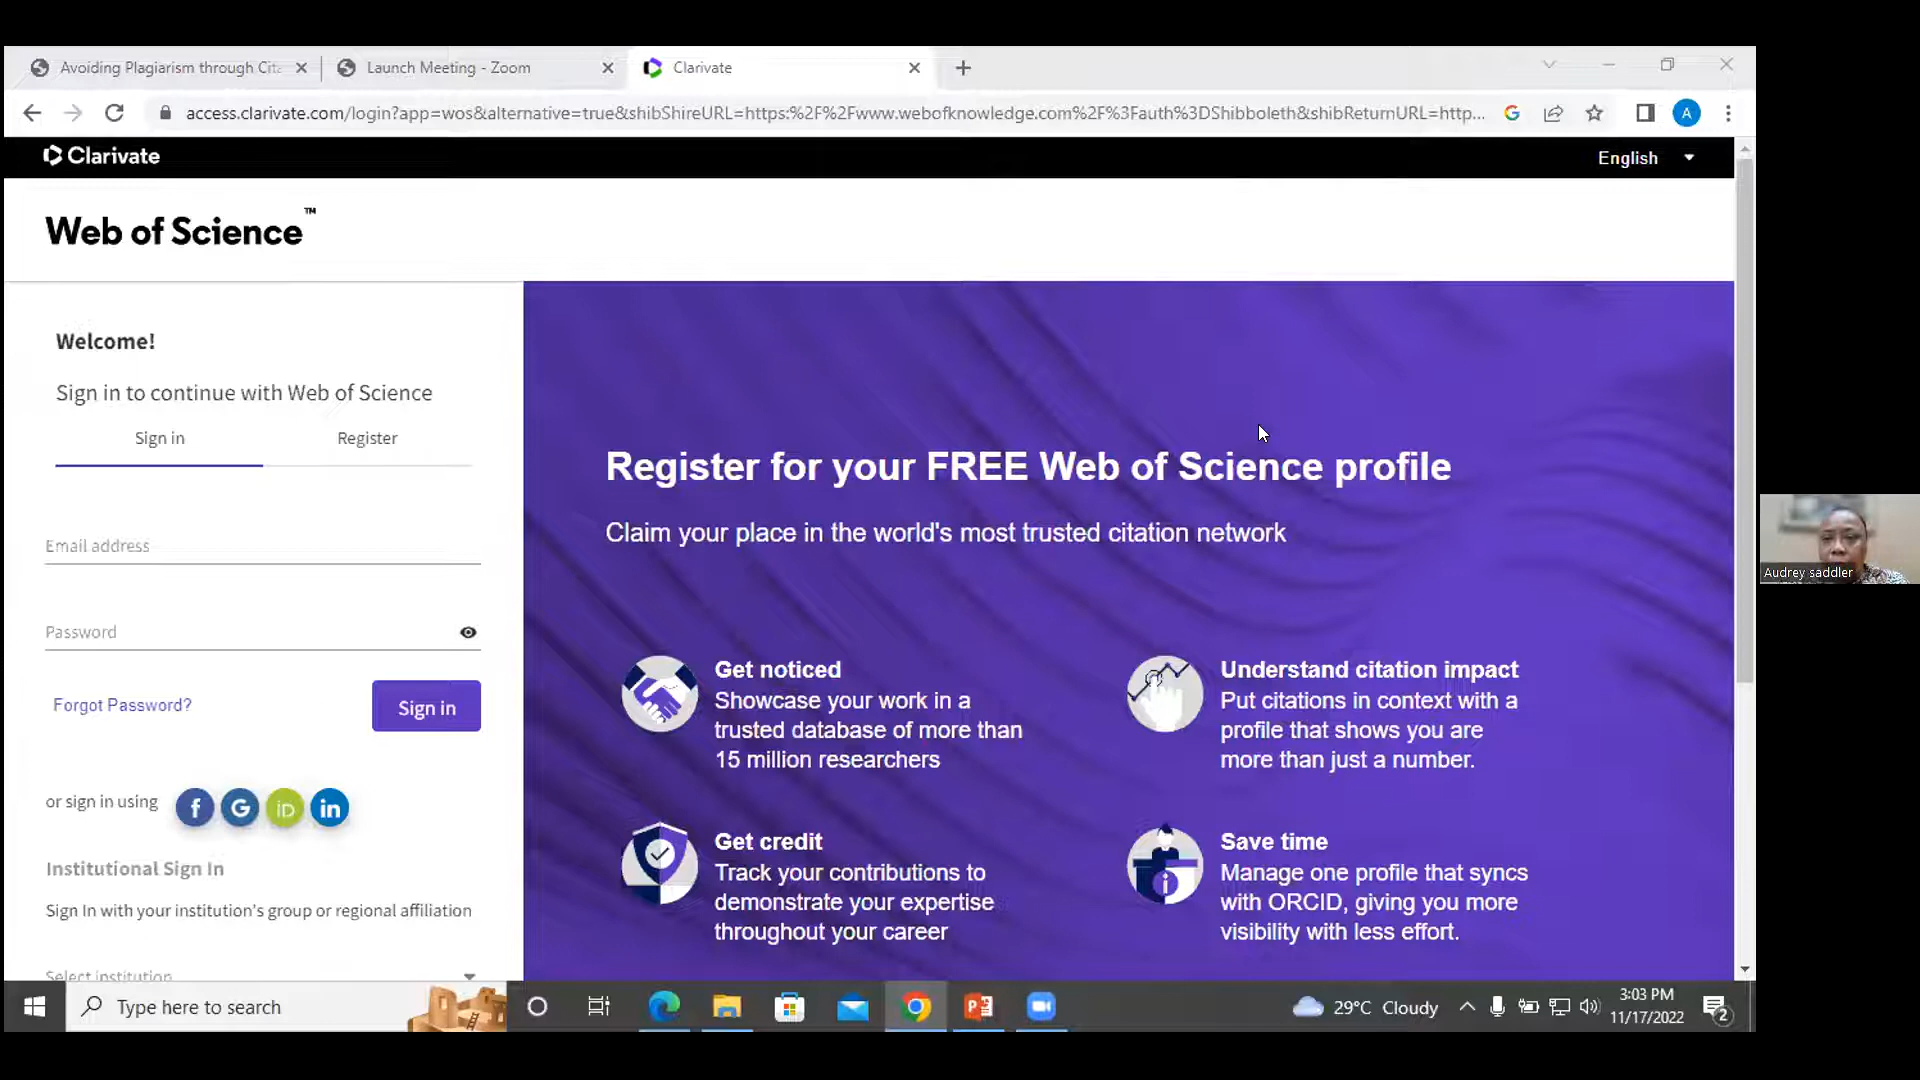 Avoiding Plagiarism through Cit
Launch Meeting - Zoom
Clarivate
access.clarivate.com/login?app=wos&alternative=true&shibShireURL=https:%2F%2Fwww.webofknowledge.com%2F%3Fauth%3DShibboleth&shibReturnURL=http...
G
A
Clarivate
English
Web of Science™
Welcome!
Sign in to continue with Web of Science
Sign in
Register
Email address
Password
Forgot Password?
Sign in
or sign in using
f
G
iD
in
Institutional Sign In
Sign In with your institution's group or regional affiliation
Select institution
Register for your FREE Web of Science profile
Claim your place in the world's most trusted citation network
Get noticed
Showcase your work in a
trusted database of more than
15 million researchers
Understand citation impact
Put citations in context with a
profile that shows you are
more than just a number.
Get credit
Track your contributions to
demonstrate your expertise
throughout your career
Save time
Manage one profile that syncs
with ORCID, giving you more
visibility with less effort.
Audrey saddler
Type here to search
29°C Cloudy
3:03 PM
11/17/2022
2